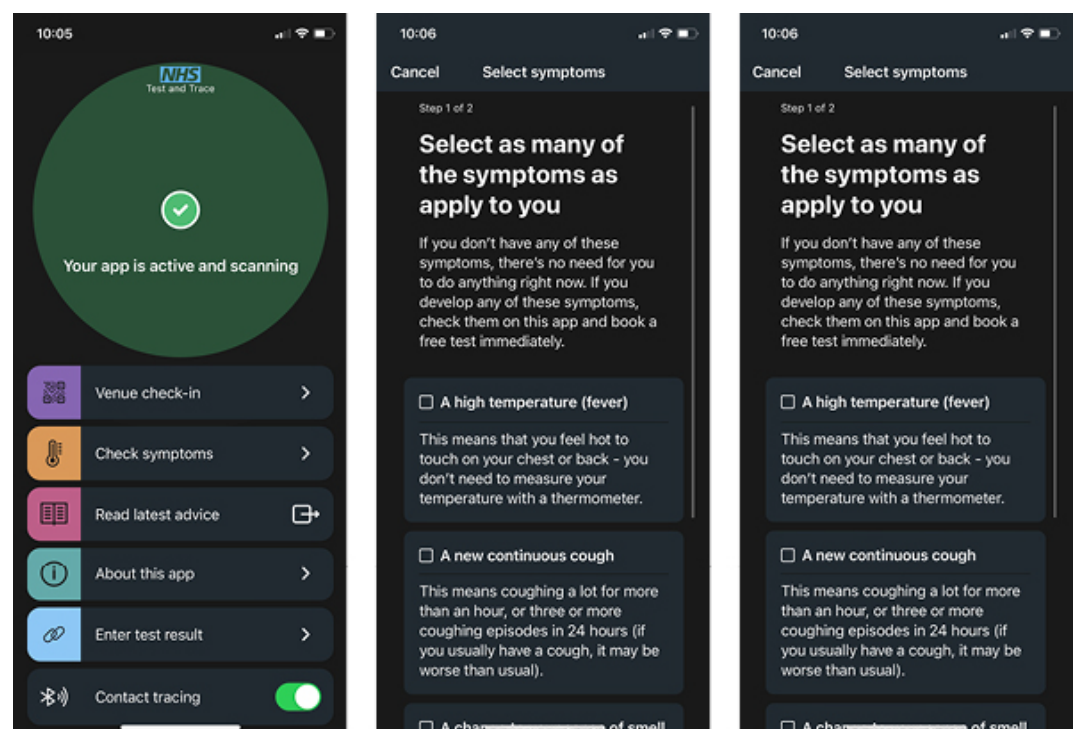 10:05
NHS
Test and Trace
Your app is active and scanning
Venue check-in
Check symptoms
Read latest advice
About this app
Enter test result
Contact tracing
10:06
Cancel
Select symptoms
Step 1 of 2
Select as many of
the symptoms as
apply to you
If you don't have any of these
symptoms, there's no need for you
to do anything right now. If you
develop any of these symptoms,
check them on this app and book a
free test immediately.
A high temperature (fever)
This means that you feel hot to
touch on your chest or back - you
don't need to measure your
temperature with a thermometer.
A new continuous cough
This means coughing a lot for more
than an hour, or three or more
coughing episodes in 24 hours (if
you usually have a cough, it may be
worse than usual).
A of smell
10:06
Cancel
Select symptoms
Step 1 of 2
Select as many of
the symptoms as
apply to you
If you don't have any of these
symptoms, there's no need for you
to do anything right now. If you
develop any of these symptoms,
check them on this app and book a
free test immediately.
A high temperature (fever)
This means that you feel hot to
touch on your chest or back - you
don't need to measure your
temperature with a thermometer.
A new continuous cough
This means coughing a lot for more
than an hour, or three or more
coughing episodes in 24 hours (if
you usually have a cough, it may be
worse than usual).
A of smell